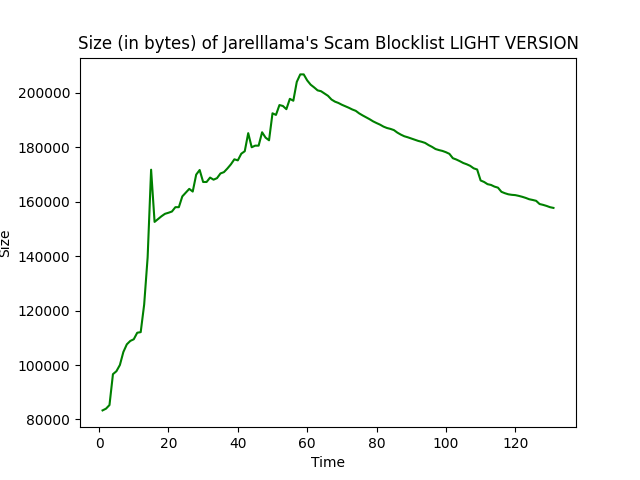 Size (in bytes) of Jarelllama's Scam Blocklist LIGHT VERSION
200000
180000
160000
140000
120000
100000
80000
Size
0 20 40 60 80 100 120
Time